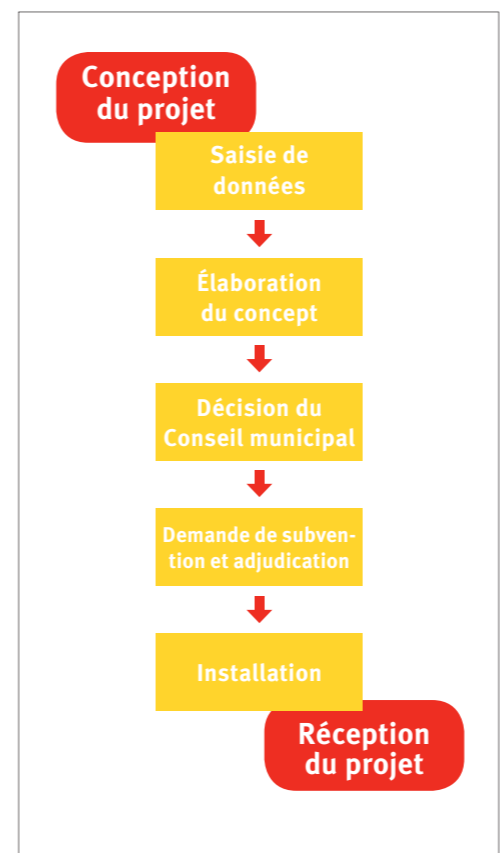 Conception
du projet
Saisie de
données
Élaboration
du concept
Décision du
Conseil municipal
Demande de subven-
tion et adjudication
Installation
Réception
du projet